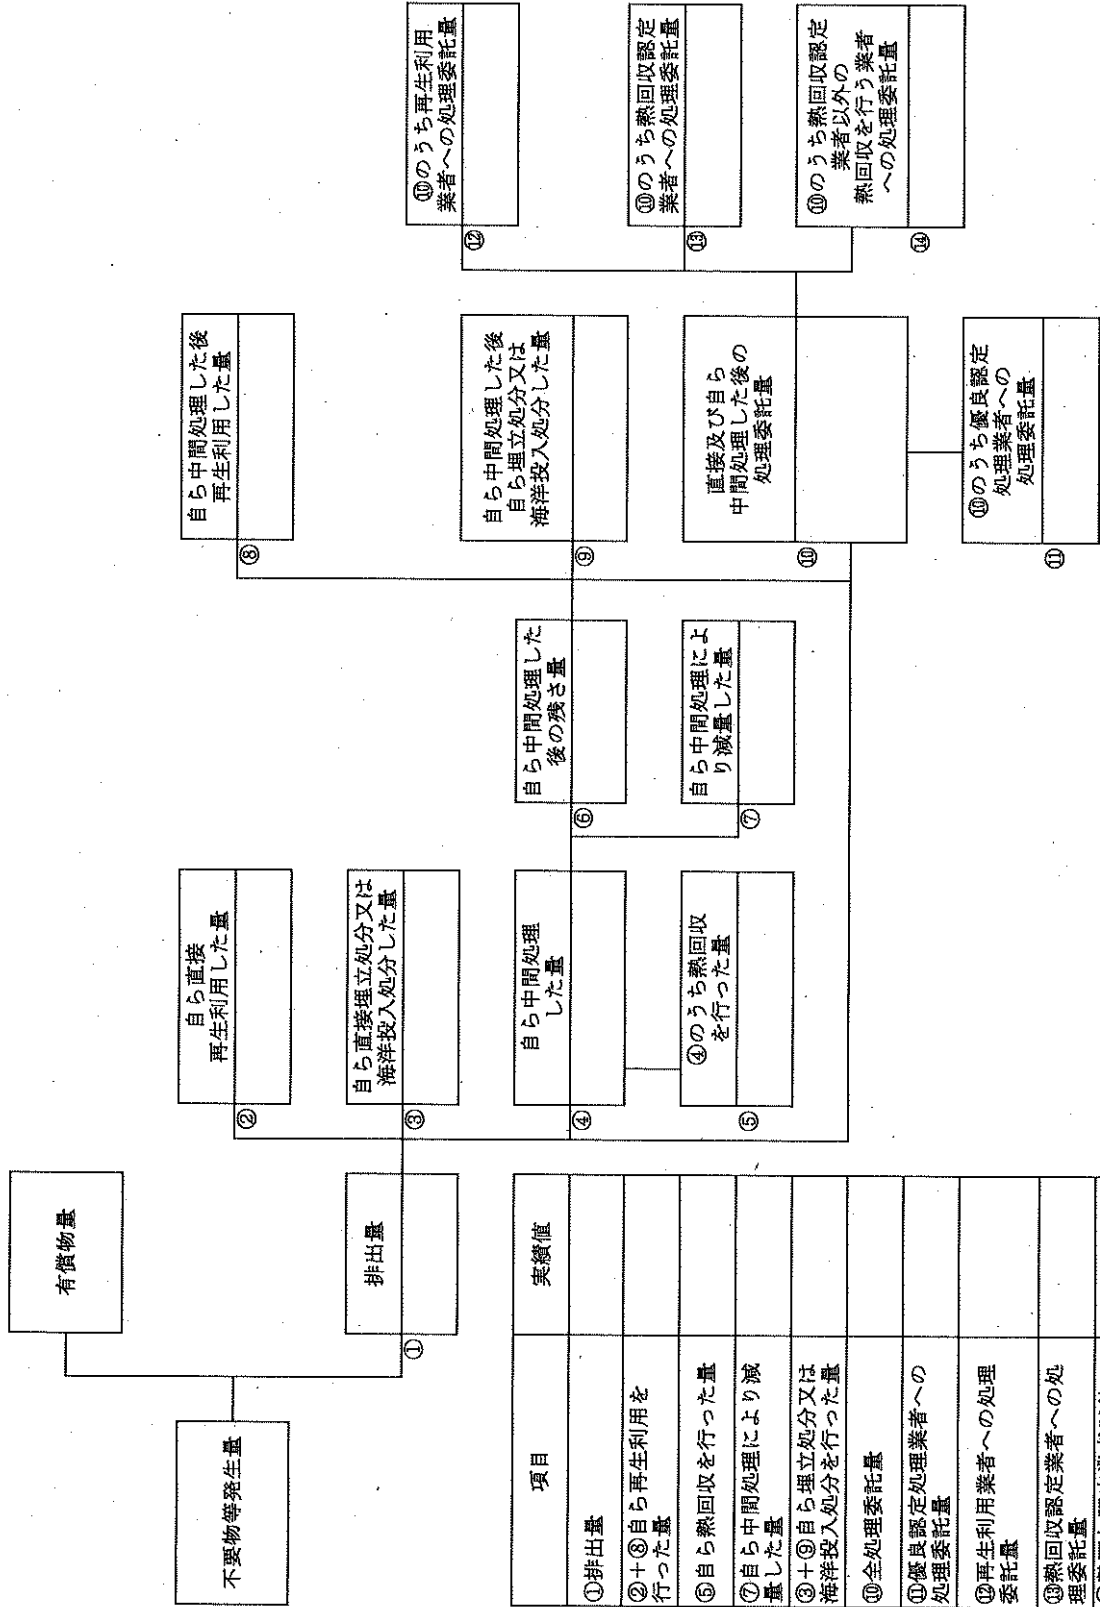 不要物等発生量
有償物量
排出量
①
自ら直接
再生利用した量
②
自ら直接埋立処分又は
海洋投入処分した量
③
自ら中間処理
した量
④
④のうち熱回収
を行った量
⑤
自ら中間処理した
後の残さ量
⑥
自ら中間処理によ
り減量した量
⑦
自ら中間処理した後
再生利用した量
⑧
自ら中間処理した後
自ら埋立処分又は
海洋投入処分した量
⑨
直接及び自ら
中間処理した後の
処理委託量
⑩
⑩のうち優良認定
処理業者への
処理委託量
⑪
⑩のうち再生利用
業者への処理委託量
⑫
⑩のうち熱回収認定
業者への処理委託量
⑬
⑩のうち熱回収認定
業者以外の
熱回収を行う業者
への処理委託量
⑭
項目
実績値
①排出量
②+⑧自ら再生利用を
行った量
⑤自ら熱回収を行った量
⑦自ら中間処理により減
量した量
③+⑨自ら埋立処分又は
海洋投入処分を行った量
⑩全処理委託量
⑪優良認定処理業者への
処理委託量
⑫再生利用業者への処理
委託量
⑬熱回収認定業者への処
理委託量